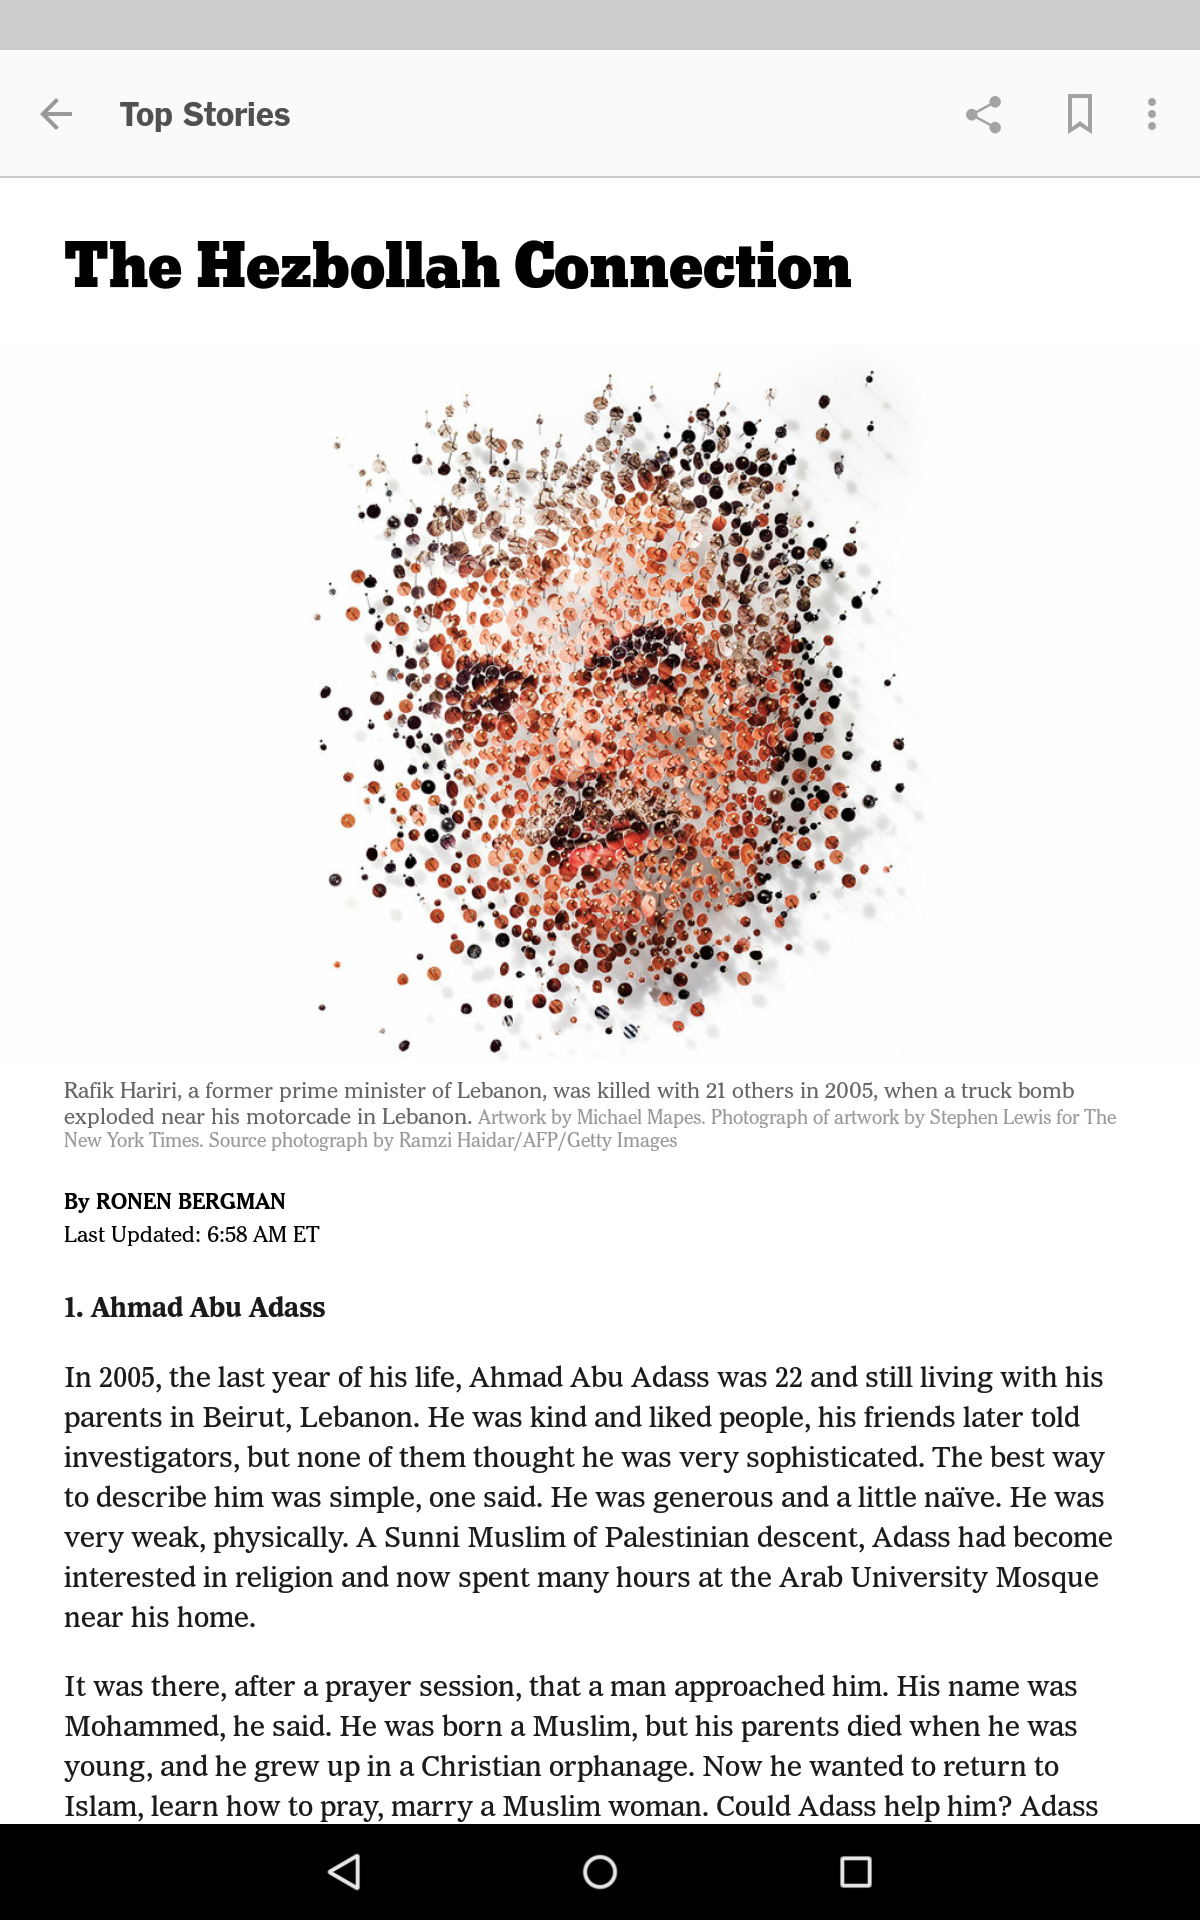 Top Stories
The Hezbollah Connection
Rafik Hariri, a former prime minister of Lebanon, was killed with 21 others in 2005, when a truck bomb
exploded near his motorcade in Lebanon. Artwork by Michael Mapes. Photograph of artwork by Stephen Lewis for The
New York Times. Source photograph by Ramzi Haidar/AFP/Getty Images
By RONEN BERGMAN
Last Updated: 6:58 AM ET
1. Ahmad Abu Adass
In 2005, the last year of his life, Ahmad Abu Adass was 22 and still living with his
parents in Beirut, Lebanon. He was kind and liked people, his friends later told
investigators, but none of them thought he was very sophisticated. The best way
to describe him was simple, one said. He was generous and a little naïve. He was
very weak, physically. A Sunni Muslim of Palestinian descent, Adass had become
interested in religion and now spent many hours at the Arab University Mosque
near his home.
It was there, after a prayer session, that a man approached him. His name was
Mohammed, he said. He was born a Muslim, but his parents died when he was
young, and he grew up in a Christian orphanage. Now he wanted to return to
Islam, learn how to pray, marry a Muslim woman. Could Adass help him? Adass